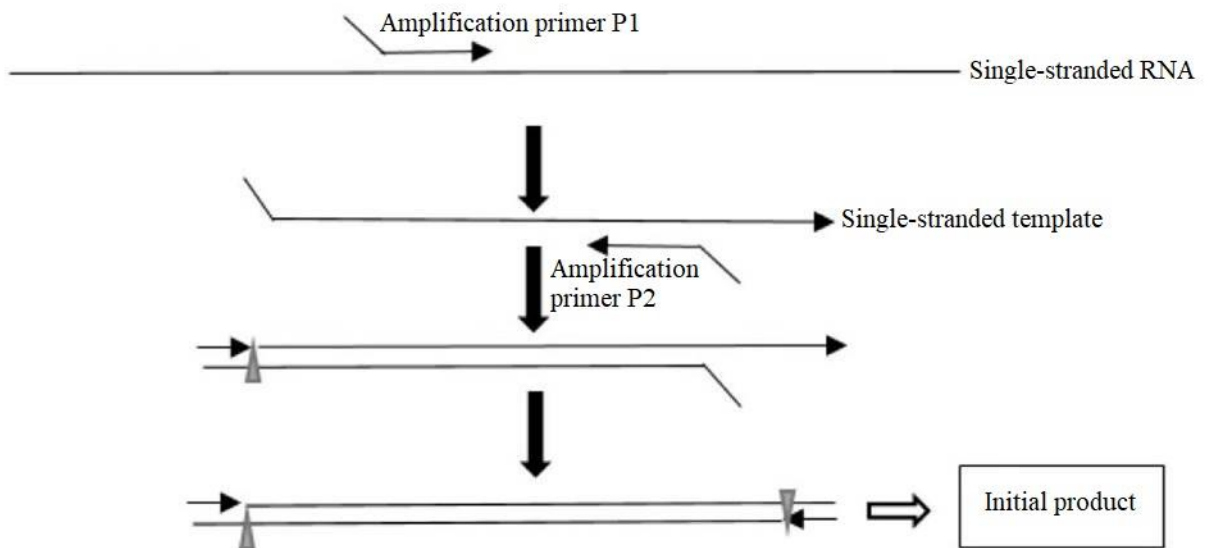 Amplification primer P1
Single-stranded RNA
Single-stranded template
Amplification
primer P2
Initial product